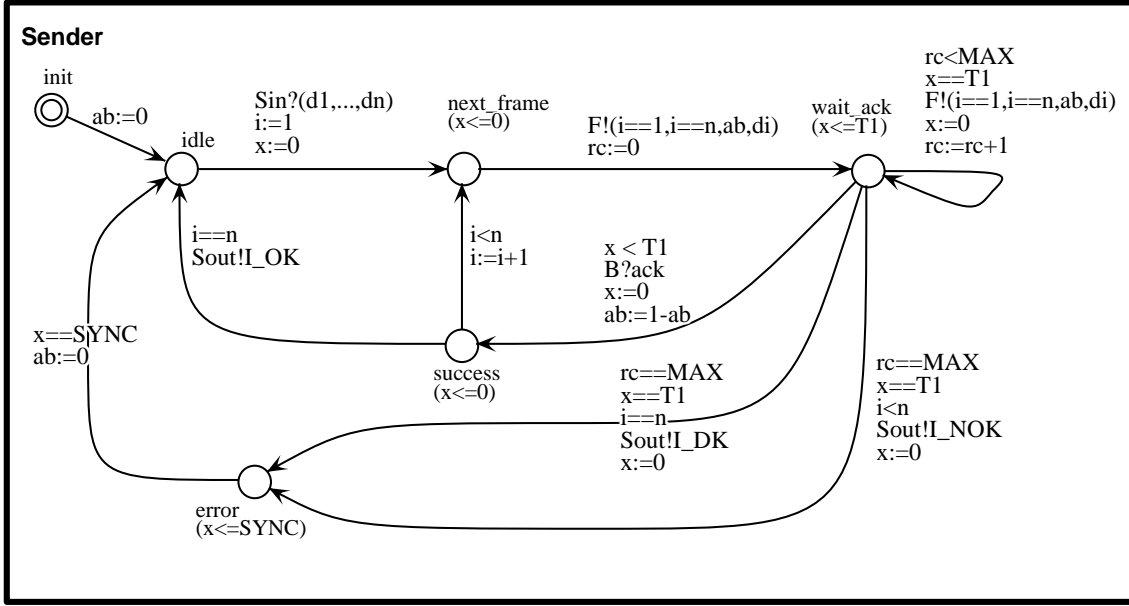 Sender
init
ab:=0
idle
Sin?(d1,...,dn)
i:=1
x:=0
next_frame
(x<=0)
F!(i==1,i==n,ab,di)
rc:=0
wait_ack
(x<=T1)
rc<MAX
x==T1
F!(i==1,i==n,ab,di)
x:=0
rc:=rc+1
i==n
Sout!I_OK
i<n
i:=i+1
x < T1
B?ack
x:=0
ab:=1-ab
x==SYNC
ab:=0
success
(x<=0)
rc==MAX
x==T1
i==n
Sout!I_DK
x:=0
rc==MAX
x==T1
i<n
Sout!I_NOK
x:=0
error
(x<=SYNC)